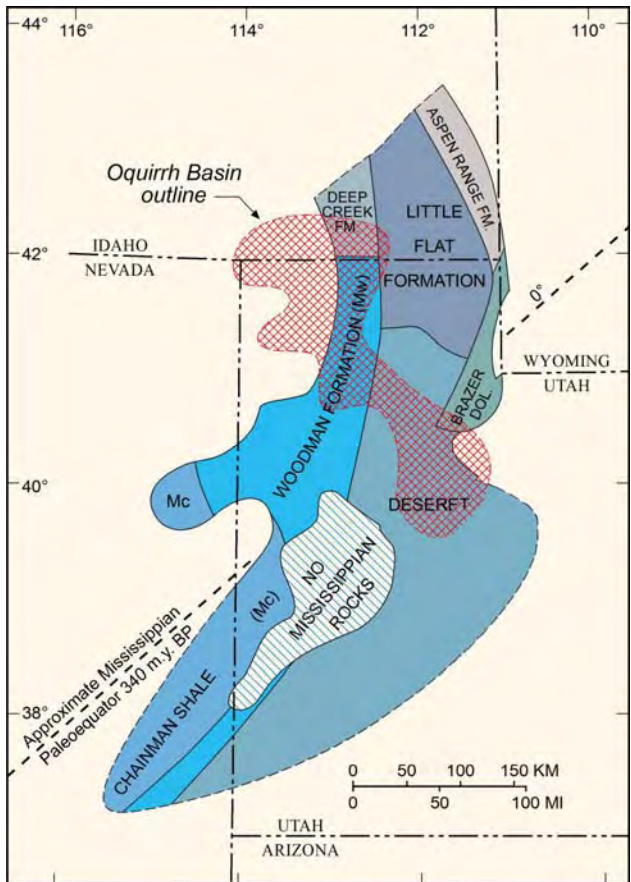 116°
114°
112°
110°
44°
ASPEN RANGE FM.
Oquirrh Basin
outline
DEEP
CREEK
FM
LITTLE
FLAT
FORMATION
42°
IDAHO
NEVADA
0°
WOODMAN FORMATION (Mw)
WYOMING
UTAH
BRAZER
DOL.
40°
Mc
DESERET
NO
MISSISSIPPIAN
ROCKS
(Mc)
Approximate Mississippian
Paleoequator 340 m.y. BP
38°
CHAINMAN SHALE
0 50 100 150 KM
0 50 100 MI
UTAH
ARIZONA